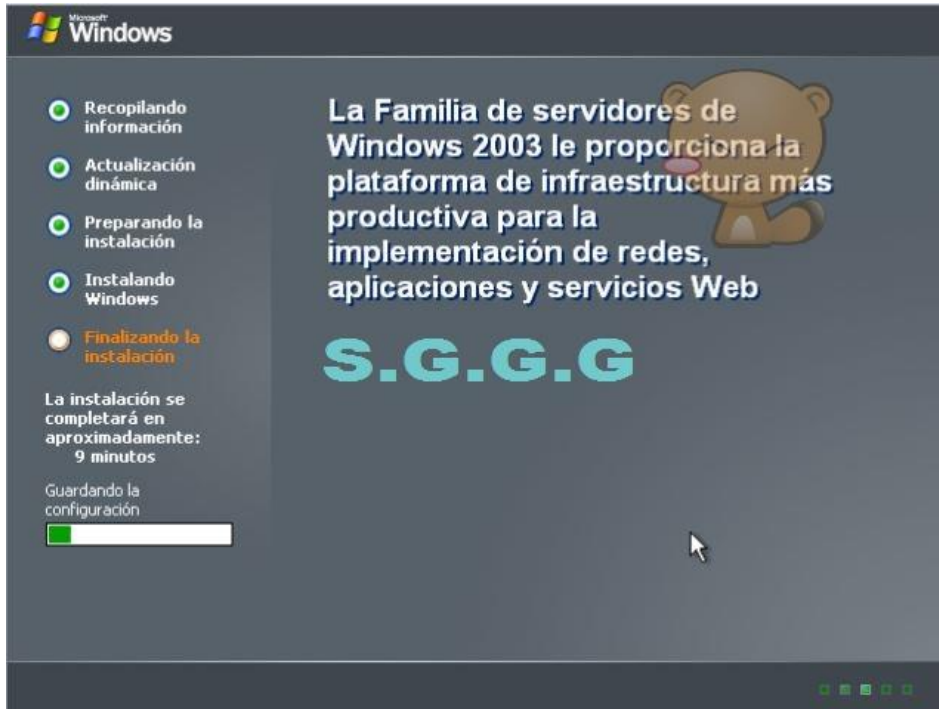 Microsoft
Windows
Recopilando
información
Actualización
dinámica
Preparando la
instalación
Instalando
Windows
Finalizando la
instalación
La instalación se
completará en
aproximadamente:
9 minutos
Guardando la
configuración
La Familia de servidores de
Windows 2003 le proporciona la
plataforma de infraestructura más
productiva para la
implementación de redes,
aplicaciones y servicios Web
S.G.G.G